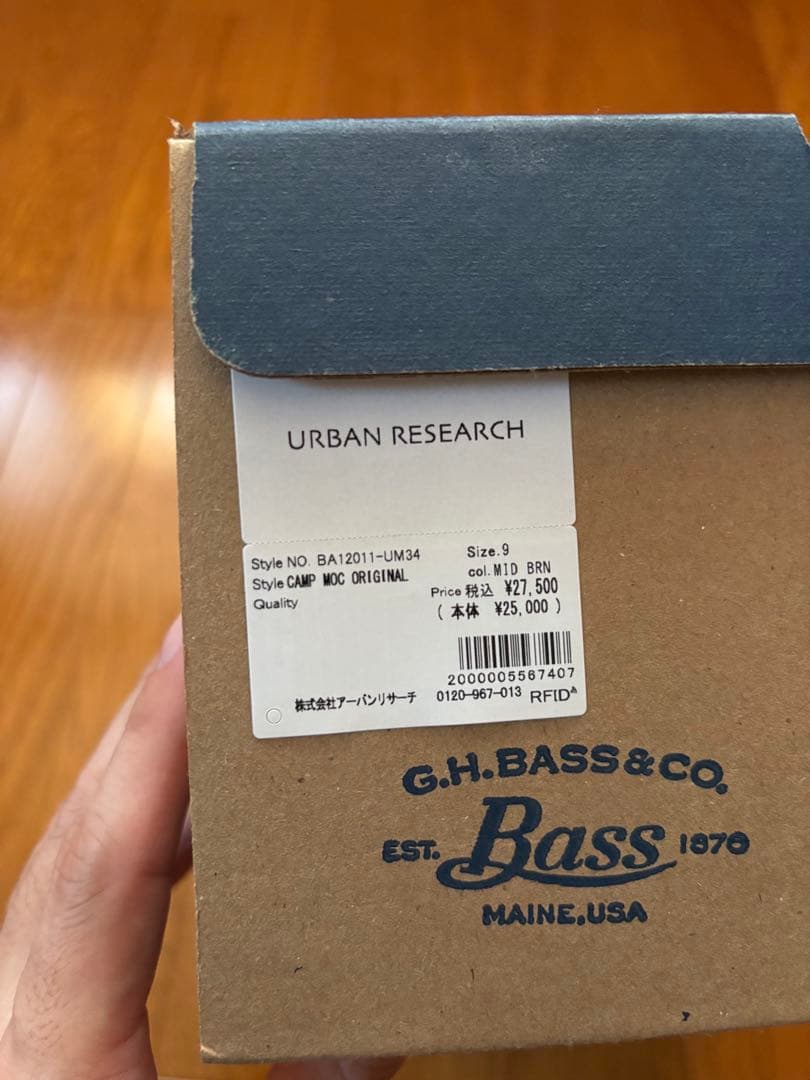 URBAN RESEARCH
Style NO. BA12011-UM34
Size.9
Style CAMP MOC ORIGINAL
col.MID BRN
Quality
Price 税込 ¥27,500
( 本体 ¥25,000 )
2000005567407
株式会社アーバンリサーチ 0120-967-013 RFID
G.H.BASS&CO.
EST. Bass 1876
MAINE,USA